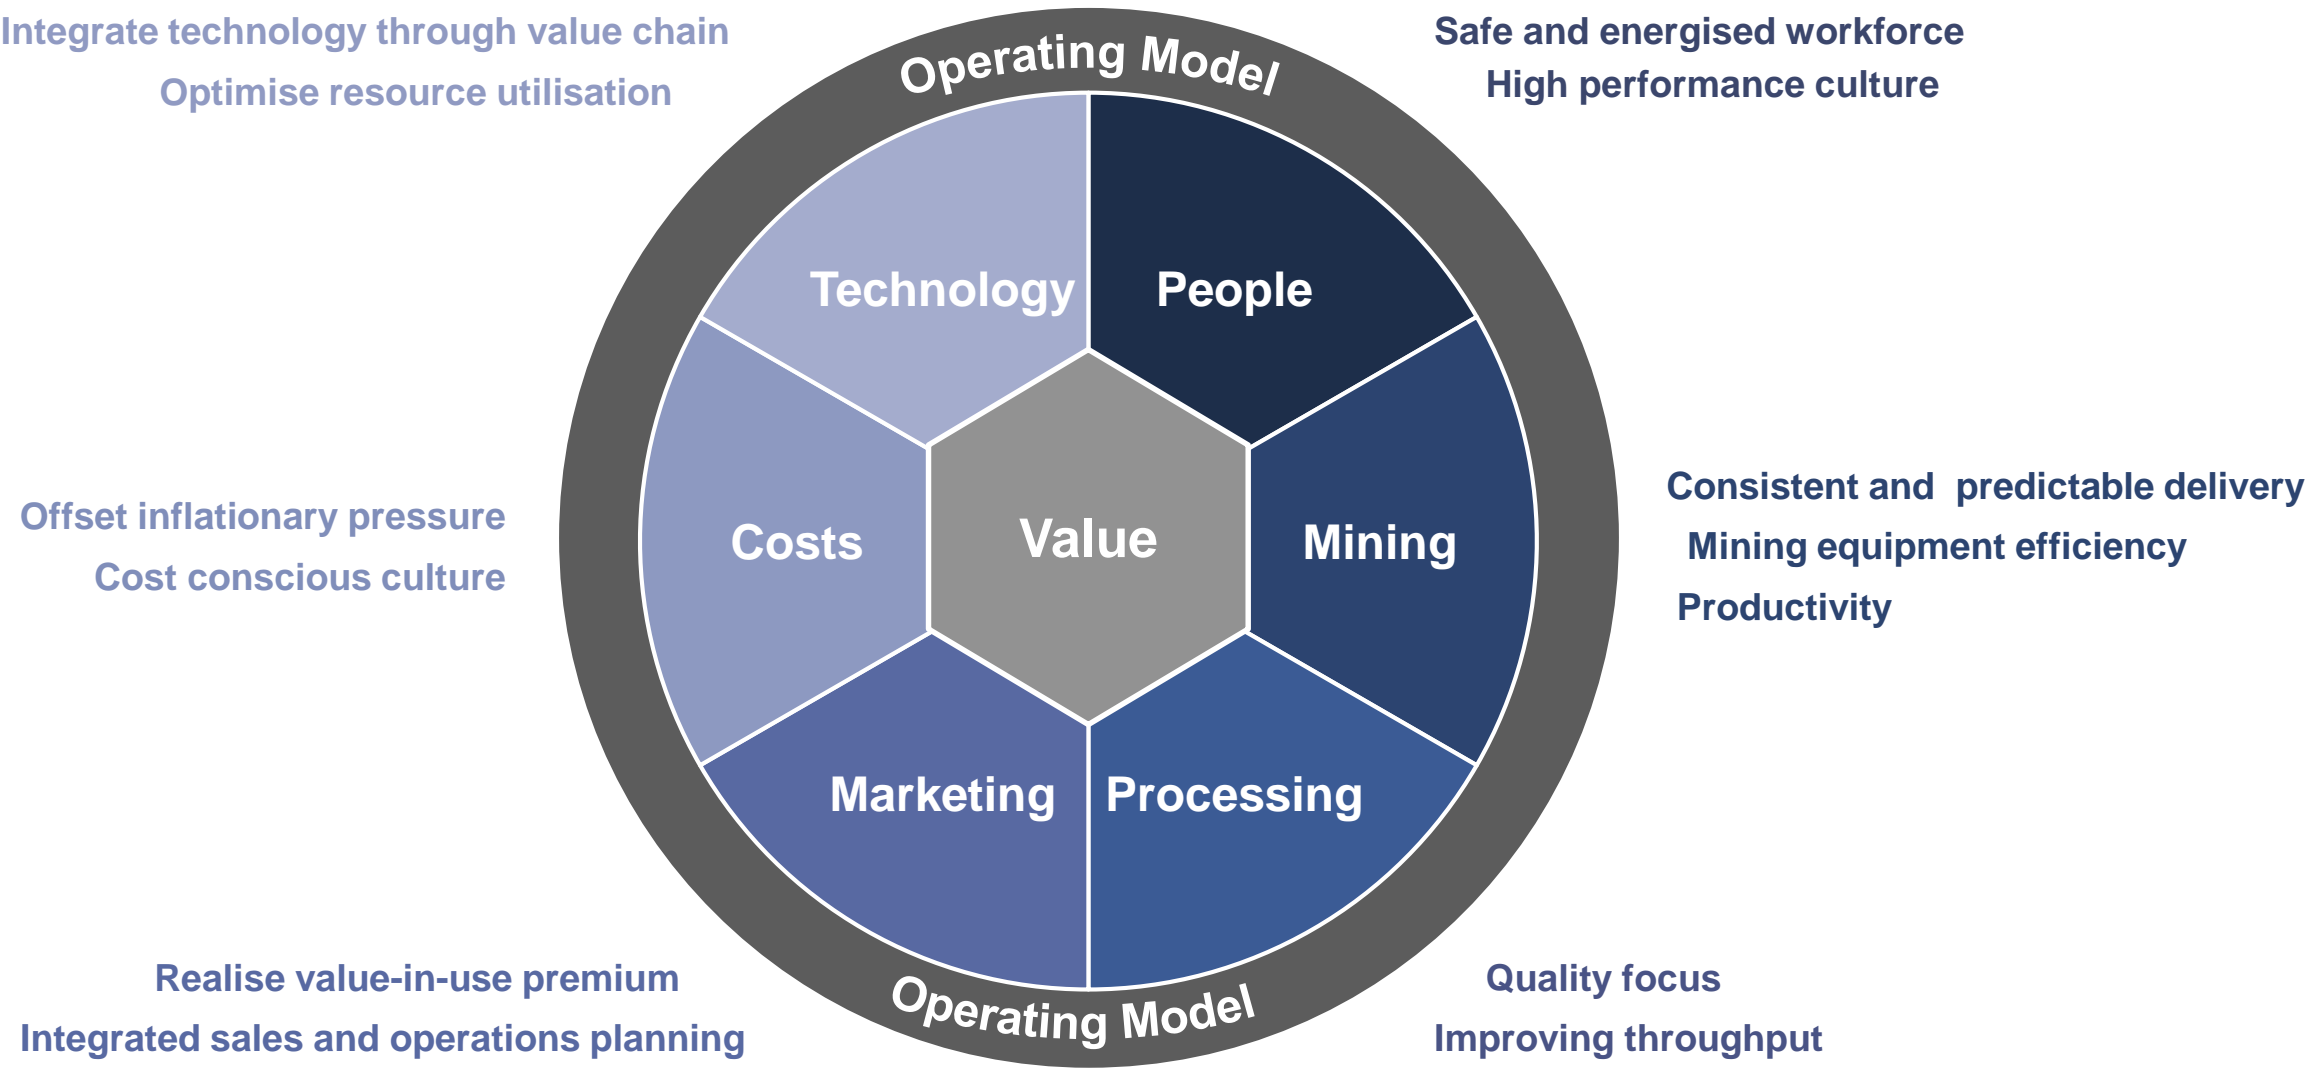 Integrate technology through value chain
Optimise resource utilisation
Operating Model
Safe and energised workforce
High performance culture
Technology
People
Offset inflationary pressure
Cost conscious culture
Costs
Value
Mining
Consistent and predictable delivery
Mining equipment efficiency
Productivity
Marketing
Processing
Realise value-in-use premium
Integrated sales and operations planning
Operating Model
Quality focus
Improving throughput